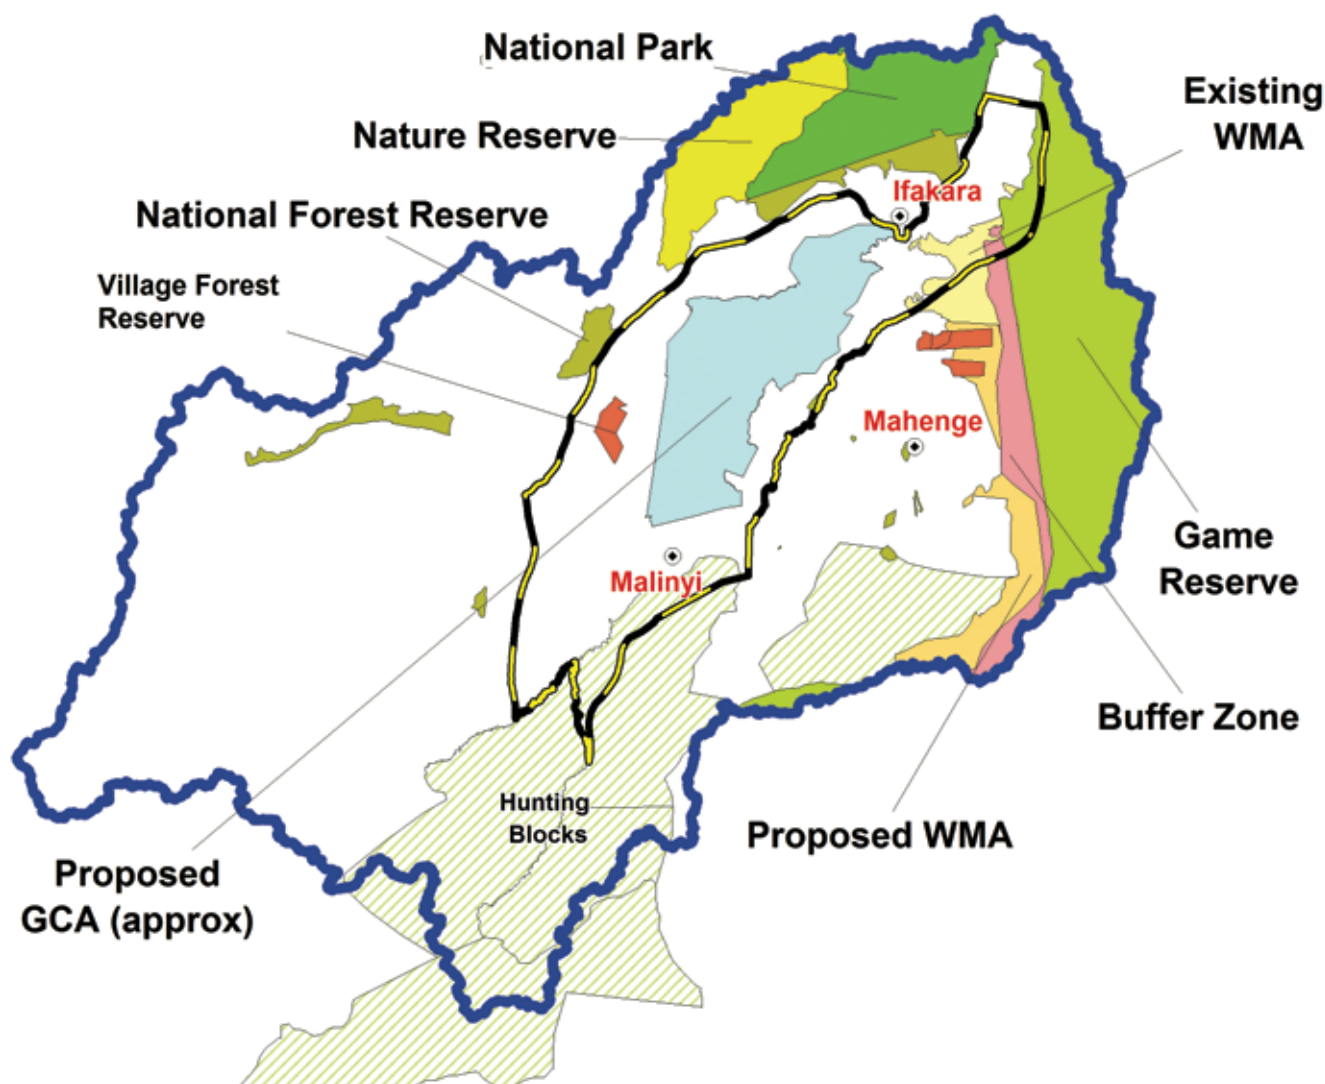 National Park
Existing
WMA
Nature Reserve
Ifakara
National Forest Reserve
Village Forest
Reserve
Mahenge
Game
Reserve
Malinyi
Buffer Zone
Hunting
Blocks
Proposed WMA
Proposed
GCA (approx)